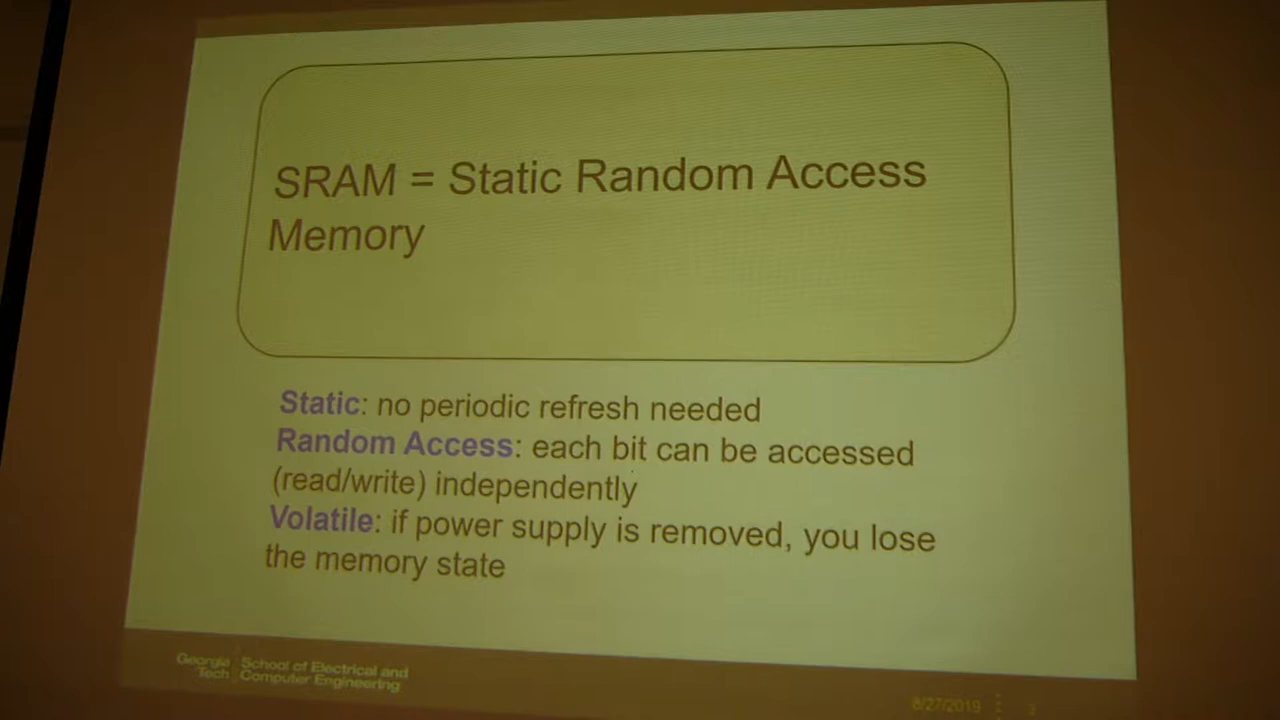 SRAM = Static Random Access
Memory
Static: no periodic refresh needed
Random Access: each bit can be accessed
(read/write) independently
Volatile: if power supply is removed, you lose
the memory state
Georgia
Tech
School of Electrical and
Computer Engineering
8/27/2019
3